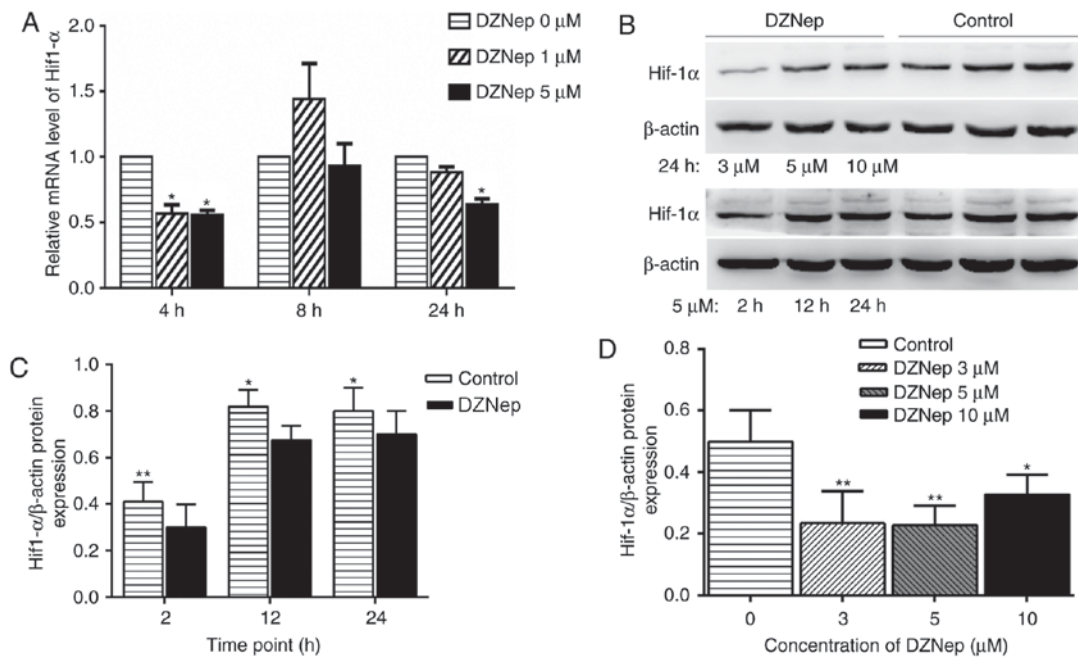 A
Relative mRNA level of Hif1-α
2.0
1.5
1.0
0.5
0
DZNep 0 μM
DZNep 1 μM
DZNep 5 μM
* *
*
4 h 8 h 24 h
B
DZNep Control
Hif-1α
β-actin
24 h: 3 μM 5 μM 10 μM
Hif-1α
β-actin
5 μM: 2 h 12 h 24 h
C
Hif1-α/β-actin protein
expression
0.8
0.6
0.4
0.2
0.0
Control
DZNep
**
*
*
2 12 24
Time point (h)
D
Hif-1α/β-actin protein
expression
0.8
0.6
0.4
0.2
0.0
Control
DZNep 3 μM
DZNep 5 μM
DZNep 10 μM
**
**
*
0 3 5 10
Concentration of DZNep (μM)